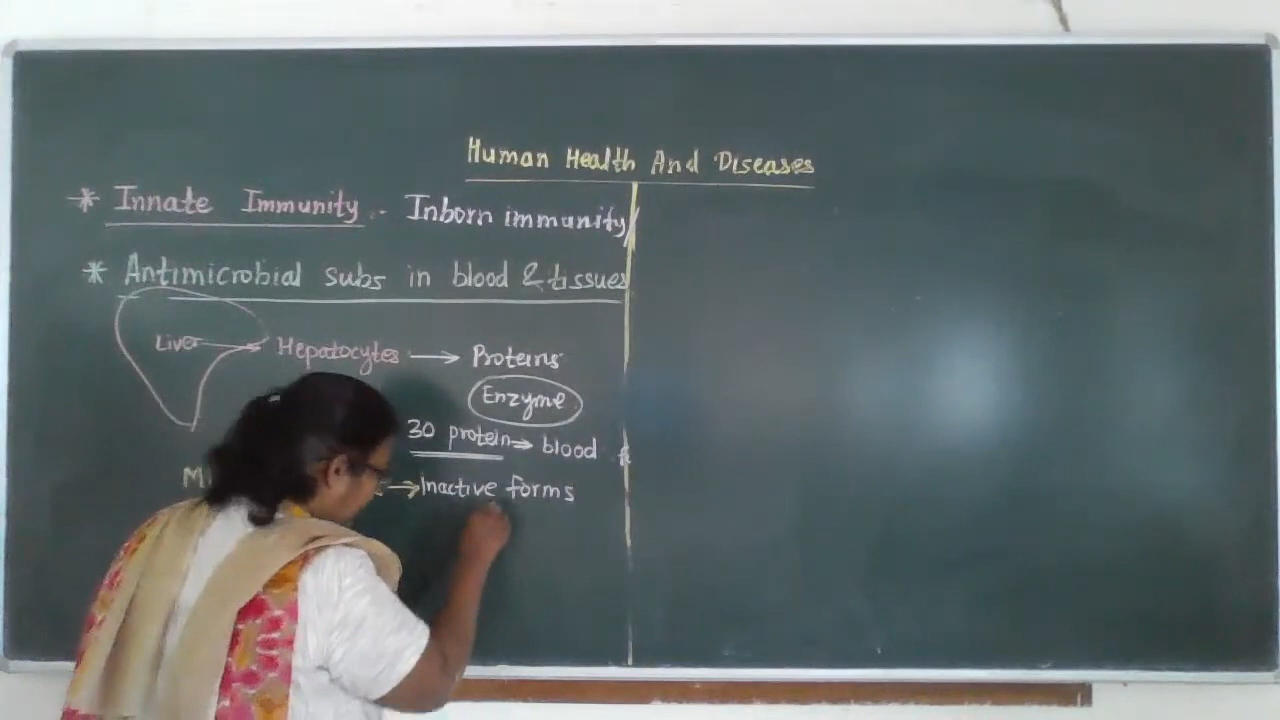 Human Health And Diseases
* Innate Immunity - Inborn immunity
* Antimicrobial subs in blood & tissues
Liver → Hepatocytes → Proteins
Enzyme
30 protein → blood
→ Inactive forms